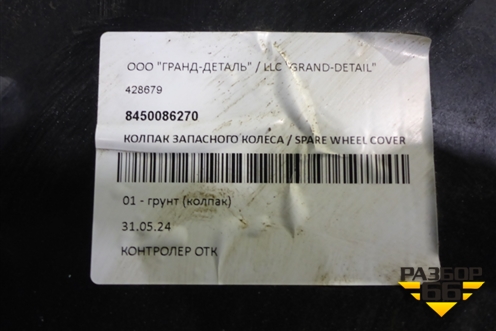 ООО "ГРАНД-ДЕТАЛЬ" / LLC "GRAND-DETAIL"
428679
8450086270
КОЛПАК ЗАПАСНОГО КОЛЕСА / SPARE WHEEL COVER
01 - грунт (колпак)
31.05.24
КОНТРОЛЕР ОТК
РАЗБОР
66